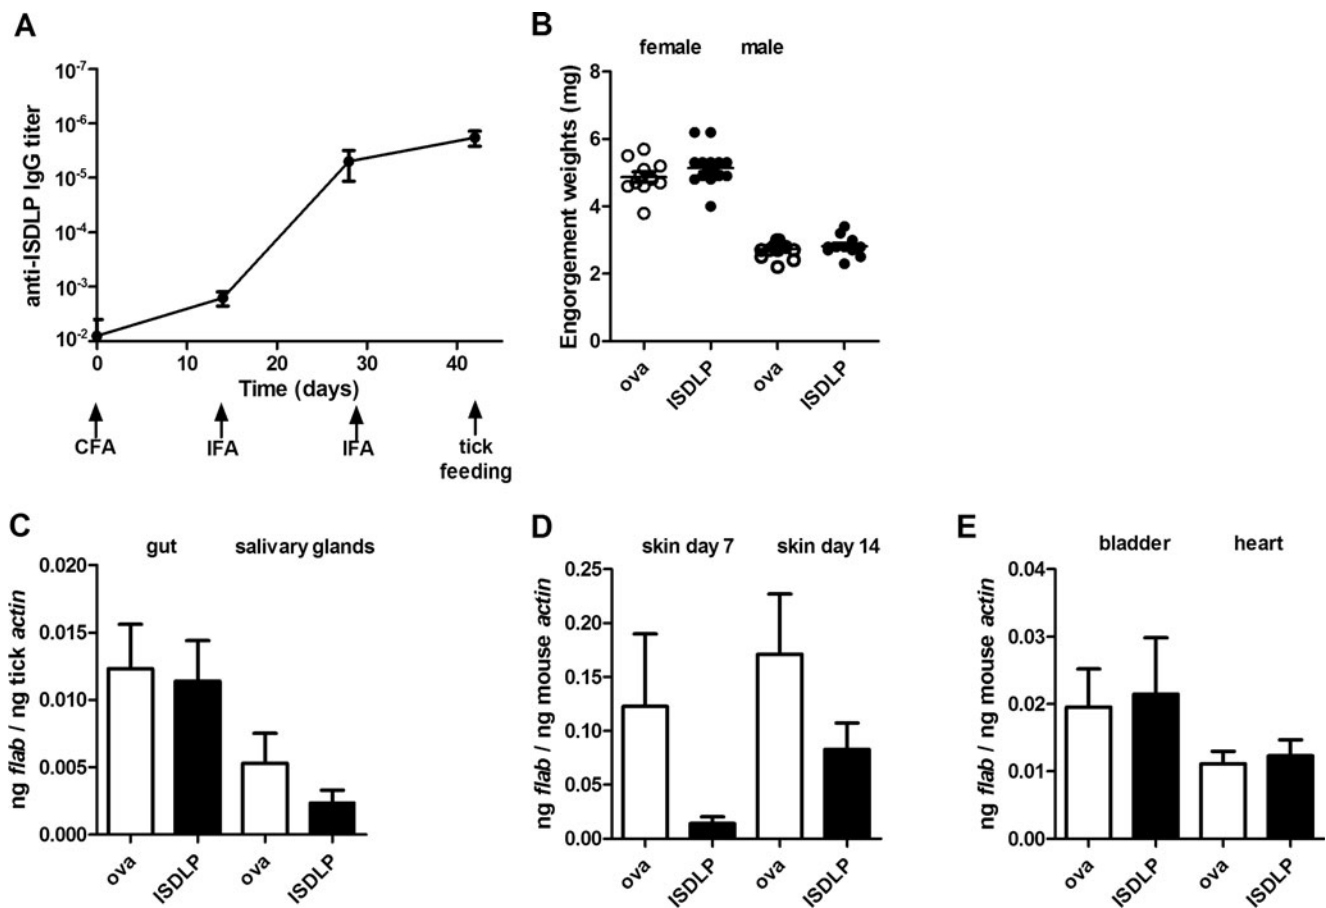 A
anti-ISDLP IgG titer
10-7
10-6
10-5
10-4
10-3
10-2
0 10 20 30 40
Time (days)
CFA IFA IFA tick
feeding
B
female male
Engorgement weights (mg)
8
6
4
2
0
ova ISDLP ova ISDLP
C
gut salivary glands
ng flab / ng tick actin
0.020
0.015
0.010
0.005
0.000
ova ISDLP ova ISDLP
D
skin day 7 skin day 14
ng flab / ng mouse actin
0.25
0.20
0.15
0.10
0.05
0.00
ova ISDLP ova ISDLP
E
bladder heart
ng flab / ng mouse actin
0.04
0.03
0.02
0.01
0.00
ova ISDLP ova ISDLP